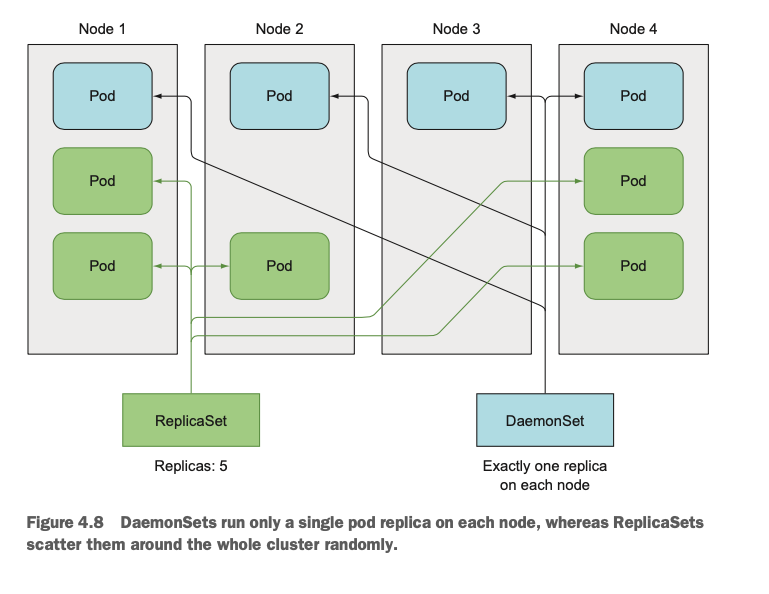 Node 1
Node 2
Node 3
Node 4
Pod
Pod
Pod
Pod
Pod
Pod
Pod
Pod
Pod
ReplicaSet
DaemonSet
Replicas: 5
Exactly one replica
on each node
Figure 4.8 DaemonSets run only a single pod replica on each node, whereas ReplicaSets
scatter them around the whole cluster randomly.